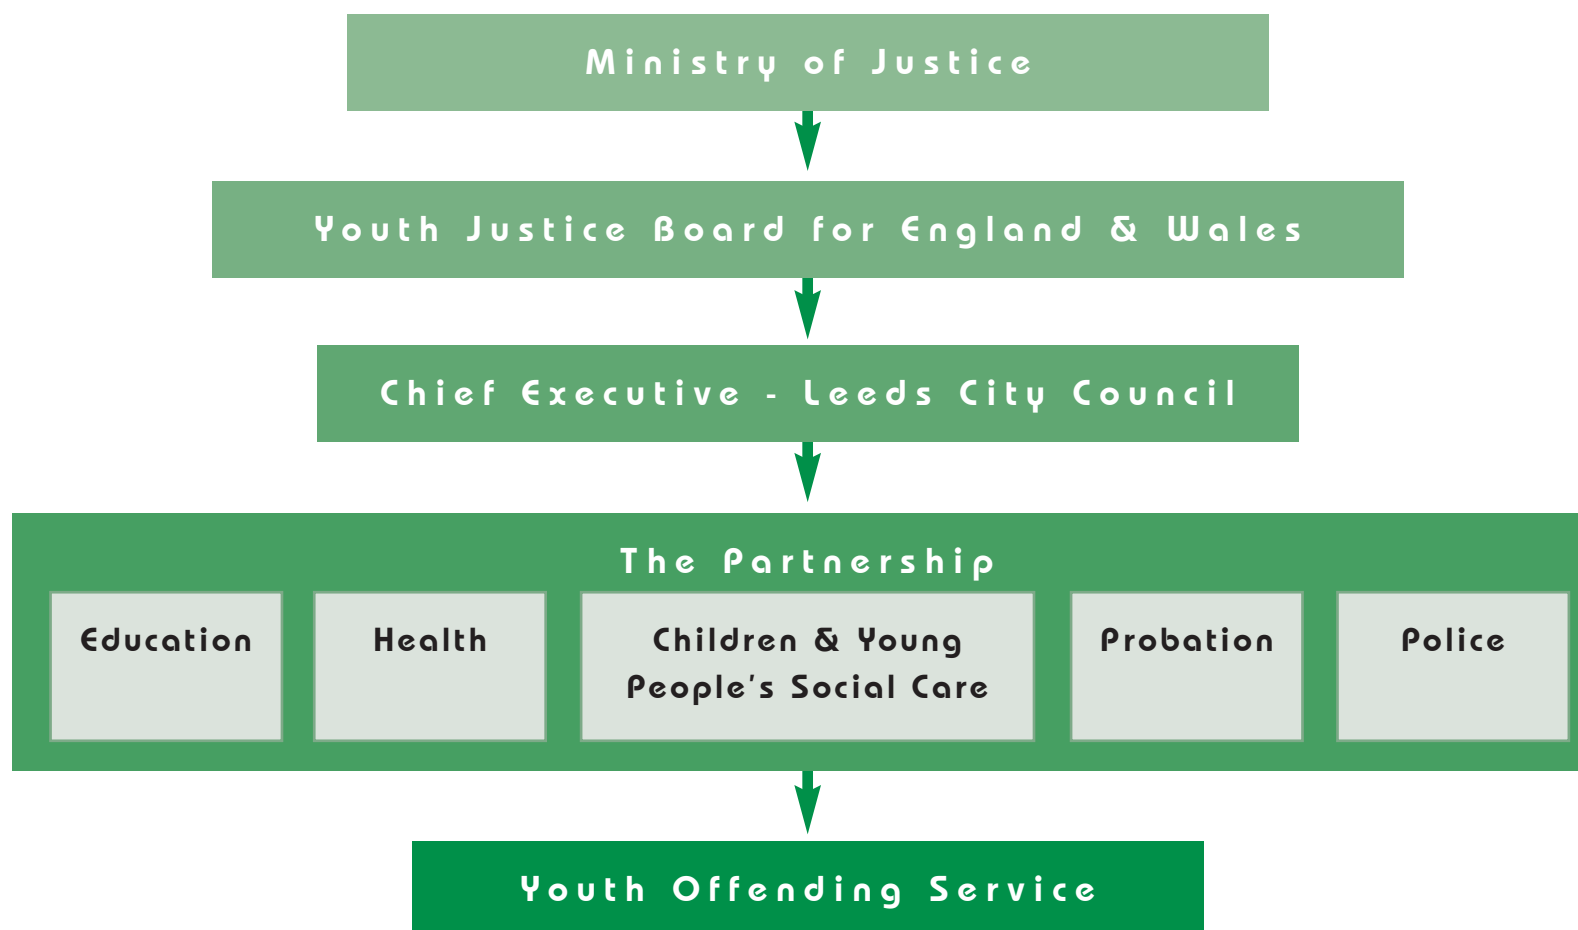 Ministry of Justice
Youth Justice Board for England & Wales
Chief Executive - Leeds City Council
The Partnership
Education
Health
Children & Young
People's Social Care
Probation
Police
Youth Offending Service